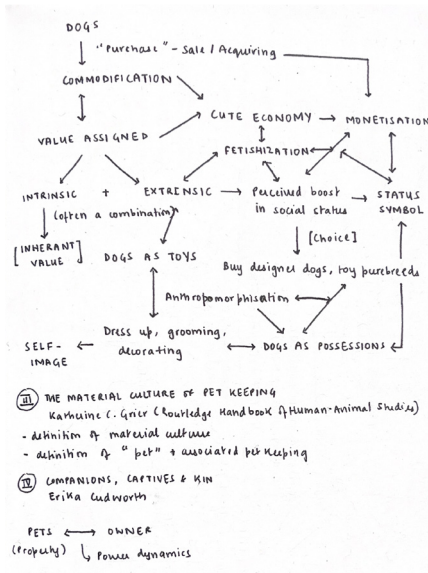 DOGS
"Purchase" - Sale / Acquiring
COMMODIFICATION
CUTE ECONOMY → MONETISATION
VALUE ASSIGNED
FETISHIZATION
INTRINSIC + EXTRINSIC → Perceived boost in social status → STATUS SYMBOL
(often a combination)
[INHERANT VALUE]
DOGS AS TOYS
[Choice]
Buy designer dogs, toy purebreeds
Anthropomorphisation
SELF-IMAGE ← Dress up, grooming, decorating ↔ DOGS AS POSSESSIONS
III THE MATERIAL CULTURE OF PET KEEPING
Katherine C. Grier (Routledge Handbook of Human-Animal Studies)
- definition of material culture
- definition of "pet" + associated pet keeping
IV COMPANIONS, CAPTIVES & KIN
Erika Cudworth
PETS ↔ OWNER
(Property) ↳ Power dynamics